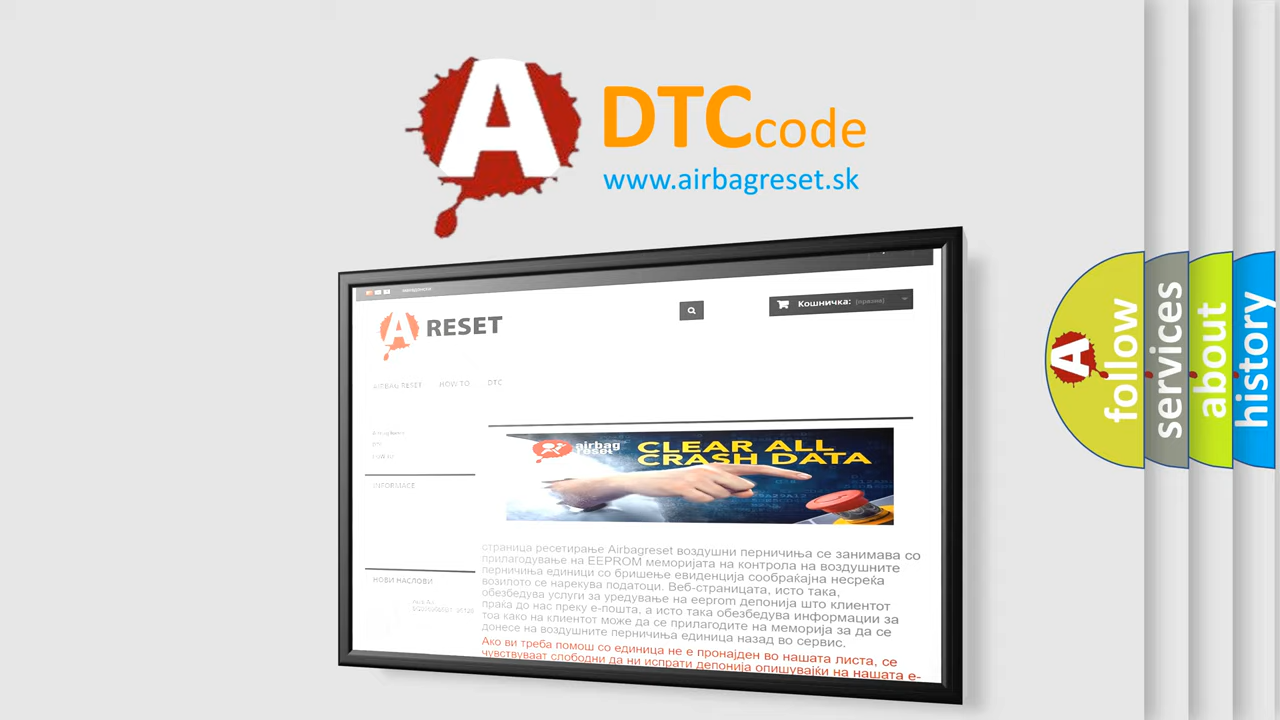 A
DTCcode
www.airbagreset.sk
A RESET
Кошничка: (празна)
AIRBAG RESET HOW TO DTC
airbag
reset
CLEAR ALL
CRASH DATA
INFORMACE
НОВИ НАСЛОВИ
страница ресетирање Airbagreset воздушни перничиња се занимава со
прилагодување на EEPROM меморијата на контрола на воздушните
перничиња единици со бришење евиденција сообраќајна несреќа
возилото се нарекува податоци. Веб-страницата, исто така,
обезбедува услуги за уредување на eeprom депонија што клиентот
праќа до нас преку е-пошта, а исто така обезбедува информации за
тоа како на клиентот може да се прилагодите на меморија за да се
донесе на воздушните перничиња единица назад во сервис.
Ако ви треба помош со единица не е пронајден во нашата листа, се
чувствуваат слободни да ни испрати депонија опишувајќи на нашата е-
A
follow
services
about
history